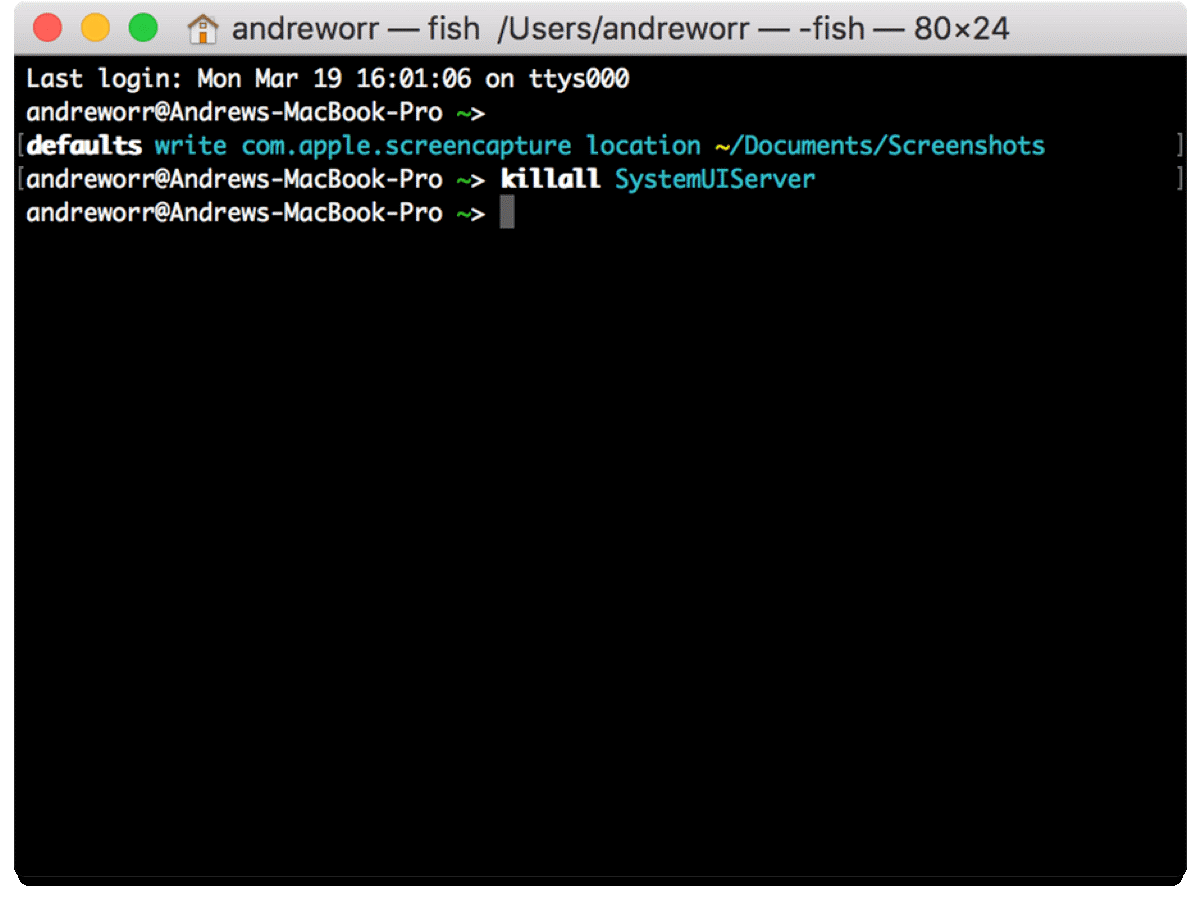 andreworr — fish  /Users/andreworr — -fish — 80×24
Last login: Mon Mar 19 16:01:06 on ttys000
andreworr@Andrews-MacBook-Pro ~>
[defaults write com.apple.screencapture location ~/Documents/Screenshots ]
[andreworr@Andrews-MacBook-Pro ~> killall SystemUIServer ]
andreworr@Andrews-MacBook-Pro ~>